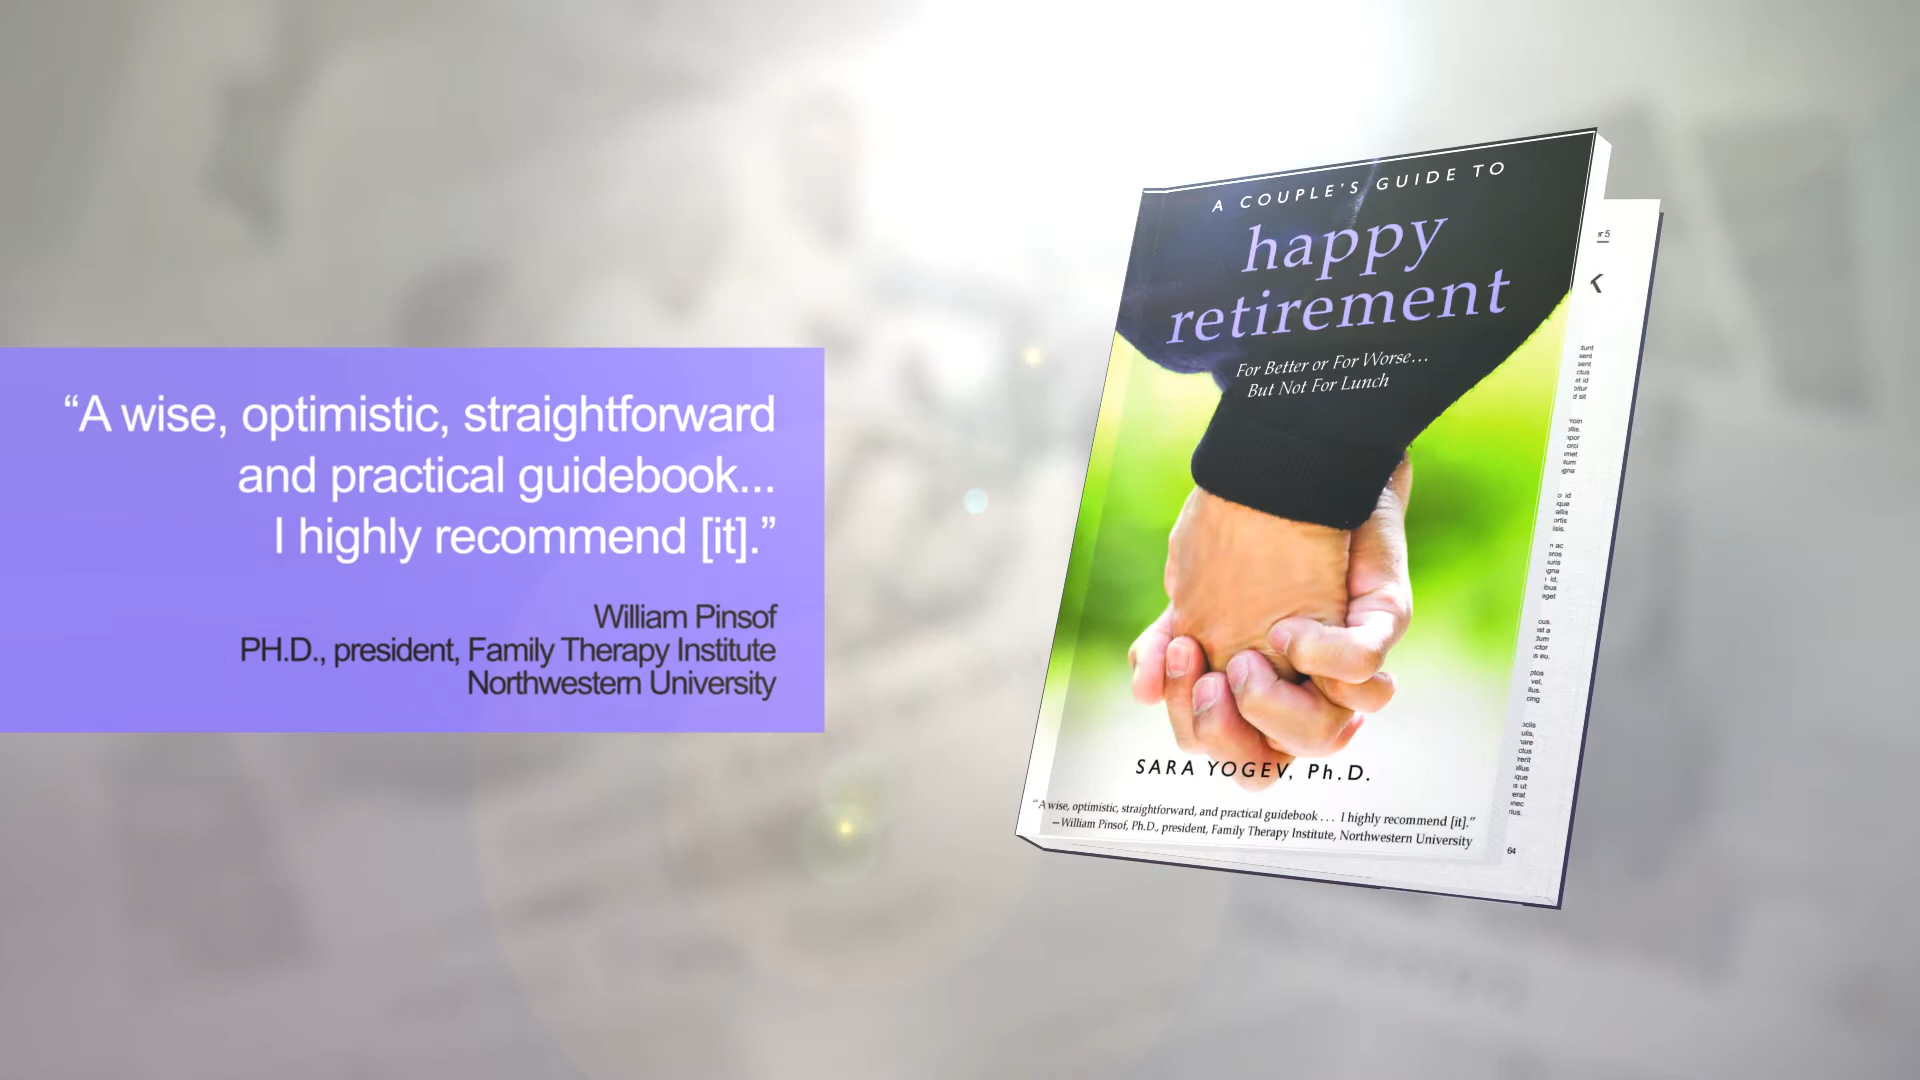 “A wise, optimistic, straightforward
and practical guidebook...
I highly recommend [it].”
William Pinsof
PH.D., president, Family Therapy Institute
Northwestern University
A COUPLE’S GUIDE TO
happy
retirement
For Better or For Worse…
But Not For Lunch
SARA YOGEV, Ph.D.
“A wise, optimistic, straightforward, and practical guidebook . . . I highly recommend [it].”
—William Pinsof, Ph.D., president, Family Therapy Institute, Northwestern University
64